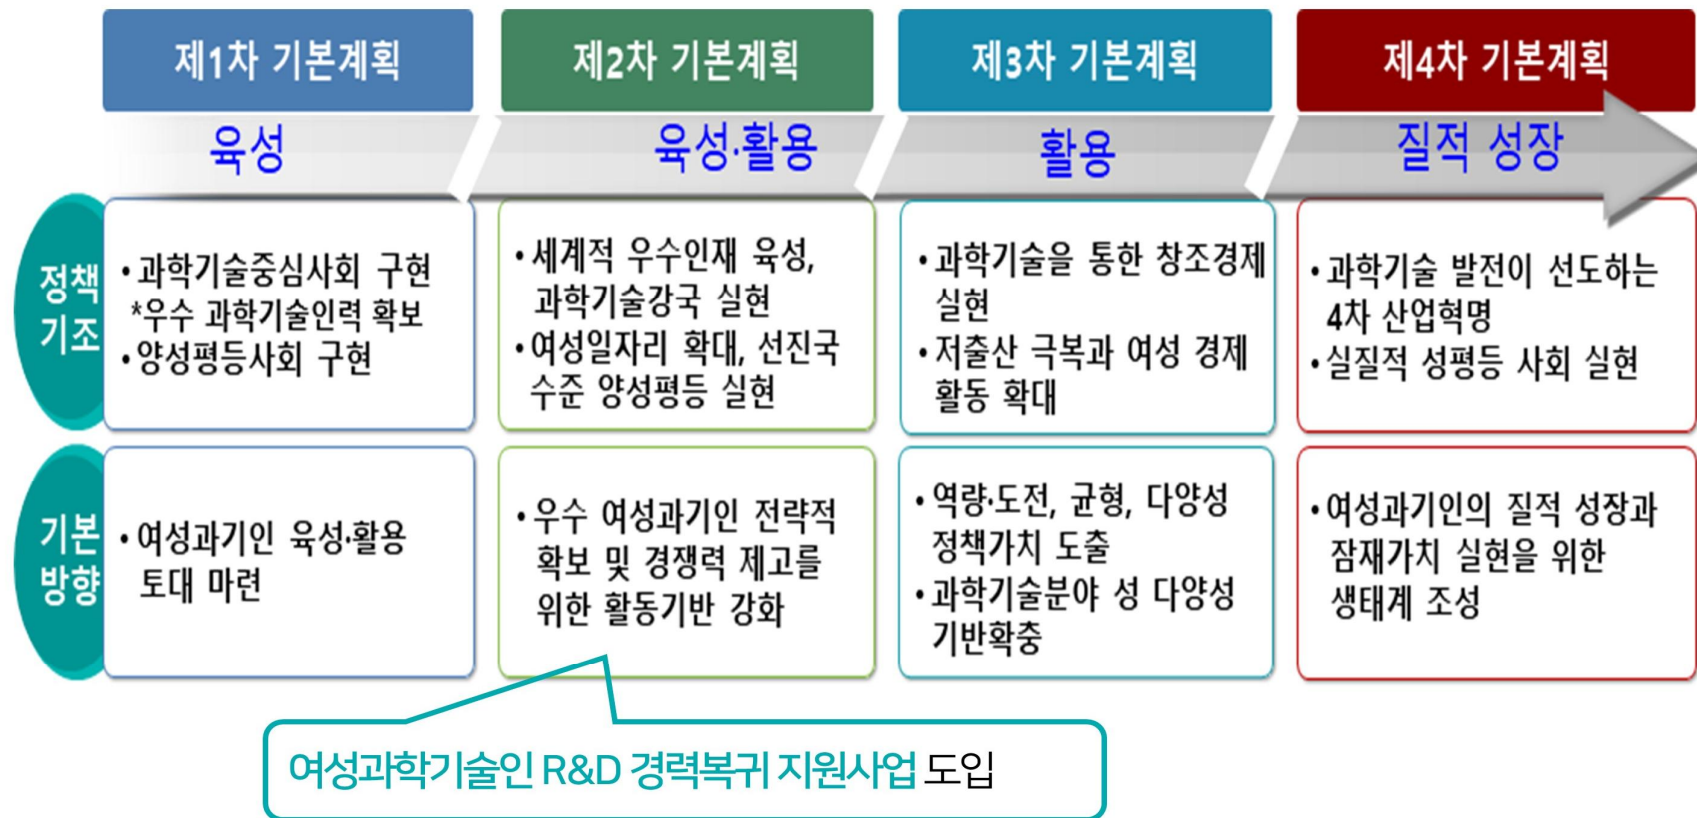 제1차 기본계획
제2차 기본계획
제3차 기본계획
제4차 기본계획
육성
육성·활용
활용
질적 성장
정책
기조
• 과학기술중심사회 구현
*우수 과학기술인력 확보
• 양성평등사회 구현
• 세계적 우수인재 육성,
과학기술강국 실현
• 여성일자리 확대, 선진국
수준 양성평등 실현
• 과학기술을 통한 창조경제
실현
• 저출산 극복과 여성 경제
활동 확대
• 과학기술 발전이 선도하는
4차 산업혁명
• 실질적 성평등 사회 실현
기본
방향
• 여성과기인 육성·활용
토대 마련
• 우수 여성과기인 전략적
확보 및 경쟁력 제고를
위한 활동기반 강화
• 역량·도전, 균형, 다양성
정책가치 도출
• 과학기술분야 성 다양성
기반확충
• 여성과기인의 질적 성장과
잠재가치 실현을 위한
생태계 조성
여성과학기술인 R&D 경력복귀 지원사업 도입